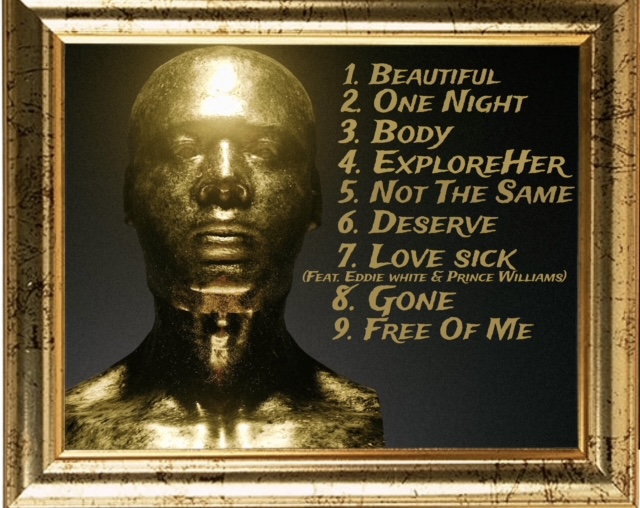 1. Beautiful
2. One Night
3. Body
4. ExploreHer
5. Not The Same
6. Deserve
7. Love sick
(Feat. Eddie white & Prince Williams)
8. Gone
9. Free Of Me